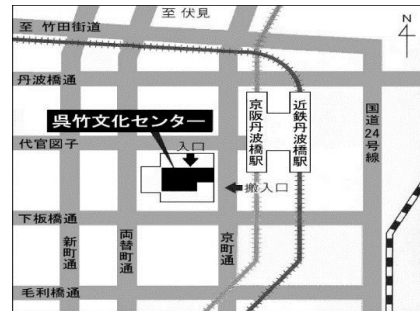 至 伏見
至 竹田街道
N
丹波橋通
呉竹文化センター
代官図子
入口
搬入口
京阪丹波橋駅
近鉄丹波橋駅
国道24号線
下板橋通
新町通
両替町通
京町通
毛利橋通